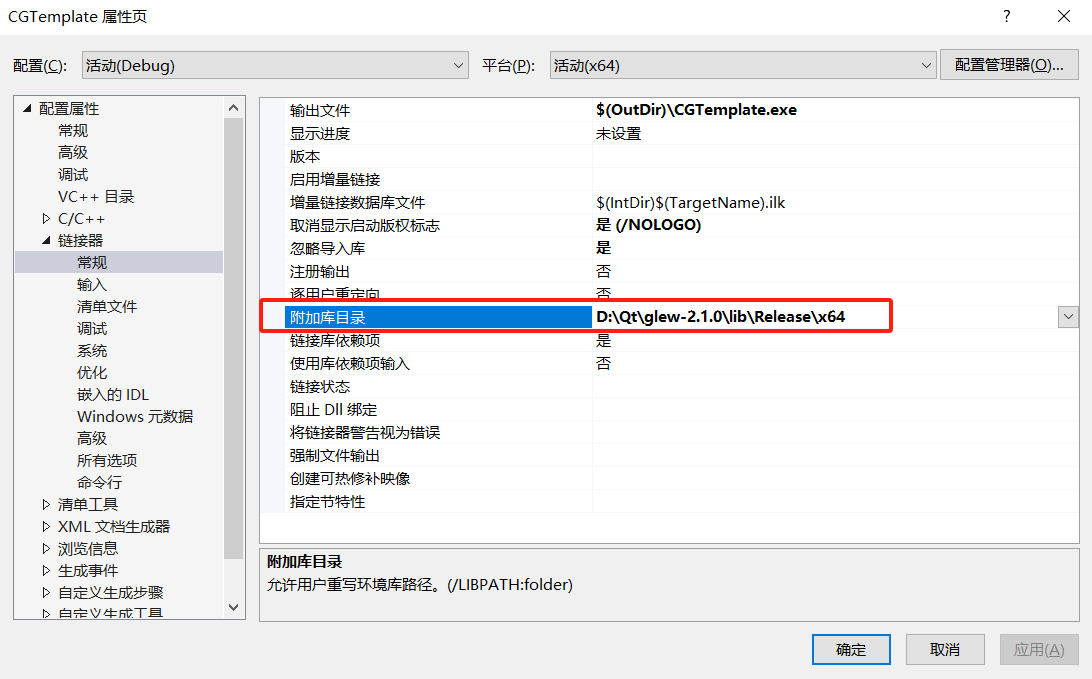 CGTemplate 属性页
配置(C): 活动(Debug) 平台(P): 活动(x64) 配置管理器(O)...
配置属性
常规
高级
调试
VC++ 目录
C/C++
链接器
常规
输入
清单文件
调试
系统
优化
嵌入的 IDL
Windows 元数据
高级
所有选项
命令行
清单工具
XML 文档生成器
浏览信息
生成事件
自定义生成步骤
自定义生成工具
输出文件 $(OutDir)\CGTemplate.exe
显示进度 未设置
版本
启用增量链接
增量链接数据库文件 $(IntDir)$(TargetName).ilk
取消显示启动版权标志 是 (/NOLOGO)
忽略导入库 是
注册输出 否
逐用户重定向 否
附加库目录 D:\Qt\glew-2.1.0\lib\Release\x64
链接库依赖项 是
使用库依赖项输入 否
链接状态
阻止 Dll 绑定
将链接器警告视为错误
强制文件输出
创建可热修补映像
指定节特性
附加库目录
允许用户重写环境库路径。(/LIBPATH:folder)
确定 取消 应用(A)